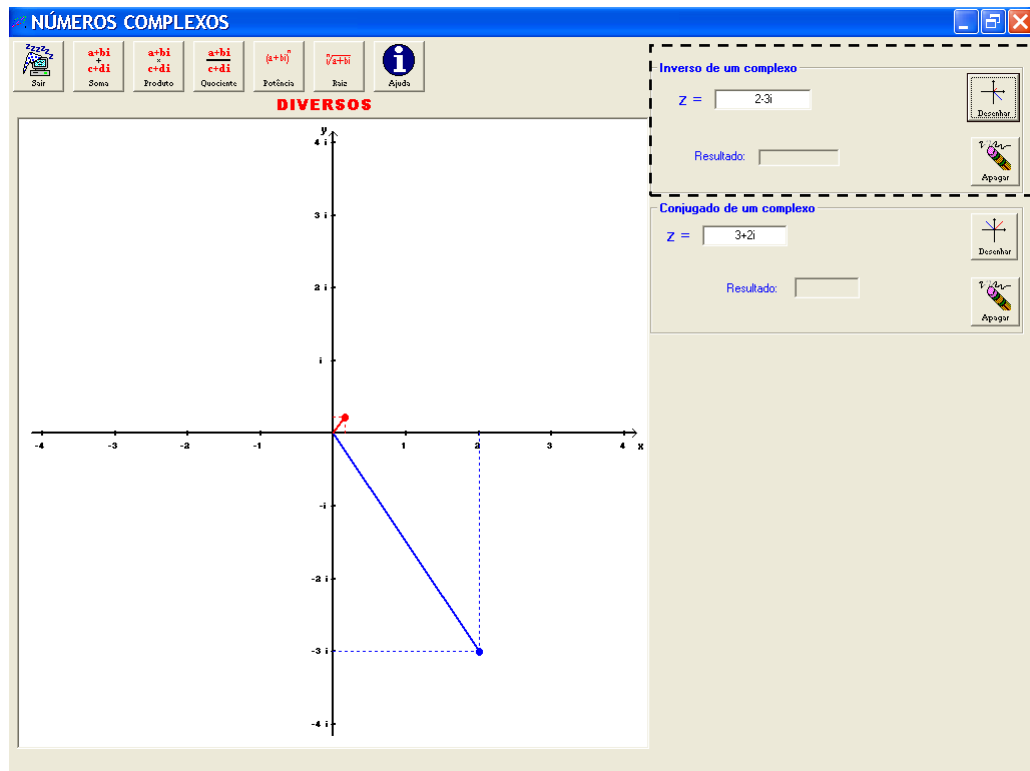 NÚMEROS COMPLEXOS
a+bi
+
c+di
Soma
a+bi
×
c+di
Produto
a+bi
c+di
Quociente
(a+bi)ⁿ
Potência
ⁿ√a+bi
Raiz
i
Ajuda
zzzzz
Sair
DIVERSOS
Inverso de um complexo
z =
2-3i
Desenhar
Resultado:
Apagar
Conjugado de um complexo
z =
3+2i
Desenhar
Resultado:
Apagar
y
4 i
3 i
2 i
i
-4
-3
-2
-1
1
2
3
4
x
-i
-2 i
-3 i
-4 i